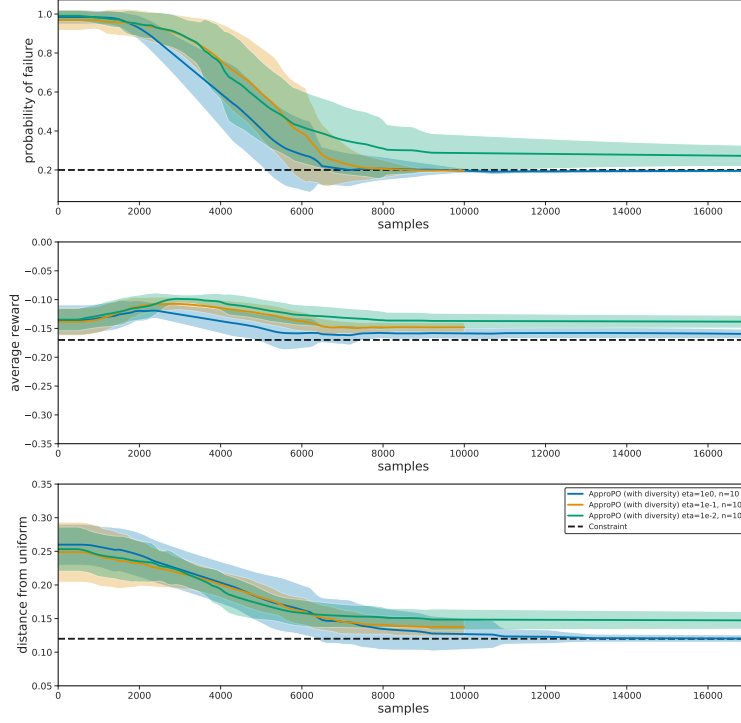 1.0
0.8
0.6
0.4
0.2
probability of failure
0 2000 4000 6000 8000 10000 12000 14000 16000
samples
0.00
−0.05
−0.10
−0.15
−0.20
−0.25
−0.30
−0.35
average reward
0 2000 4000 6000 8000 10000 12000 14000 16000
samples
0.35
0.30
0.25
0.20
0.15
0.10
0.05
distance from uniform
ApproPO (with diversity) eta=1e0, n=10
ApproPO (with diversity) eta=1e-1, n=10
ApproPO (with diversity) eta=1e-2, n=10
Constraint
0 2000 4000 6000 8000 10000 12000 14000 16000
samples